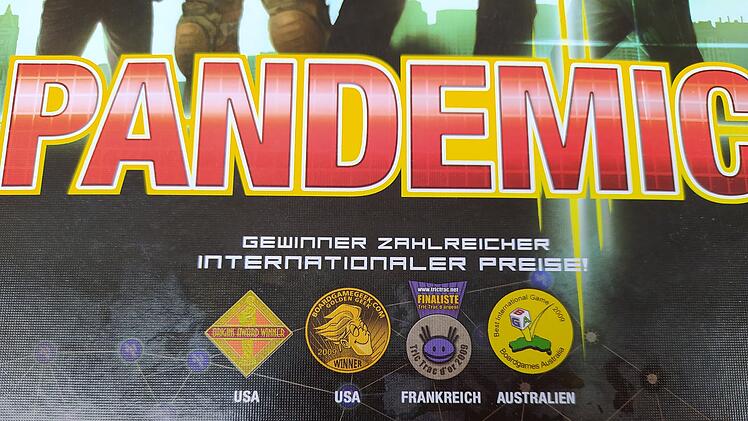 PANDEMIC
GEWINNER ZAHLREICHER
INTERNATIONALER PREISE!
www.trictrac.net
FINALISTE
Tric Trac d'argent
ORIGINS AWARD WINNER
BOARDGAMEGEEK.COM
GOLDEN GEEK
2009
WINNER
Tric Trac d'or 2009
Best International Game 2009
Boardgames Australia
USA
USA
FRANKREICH
AUSTRALIEN